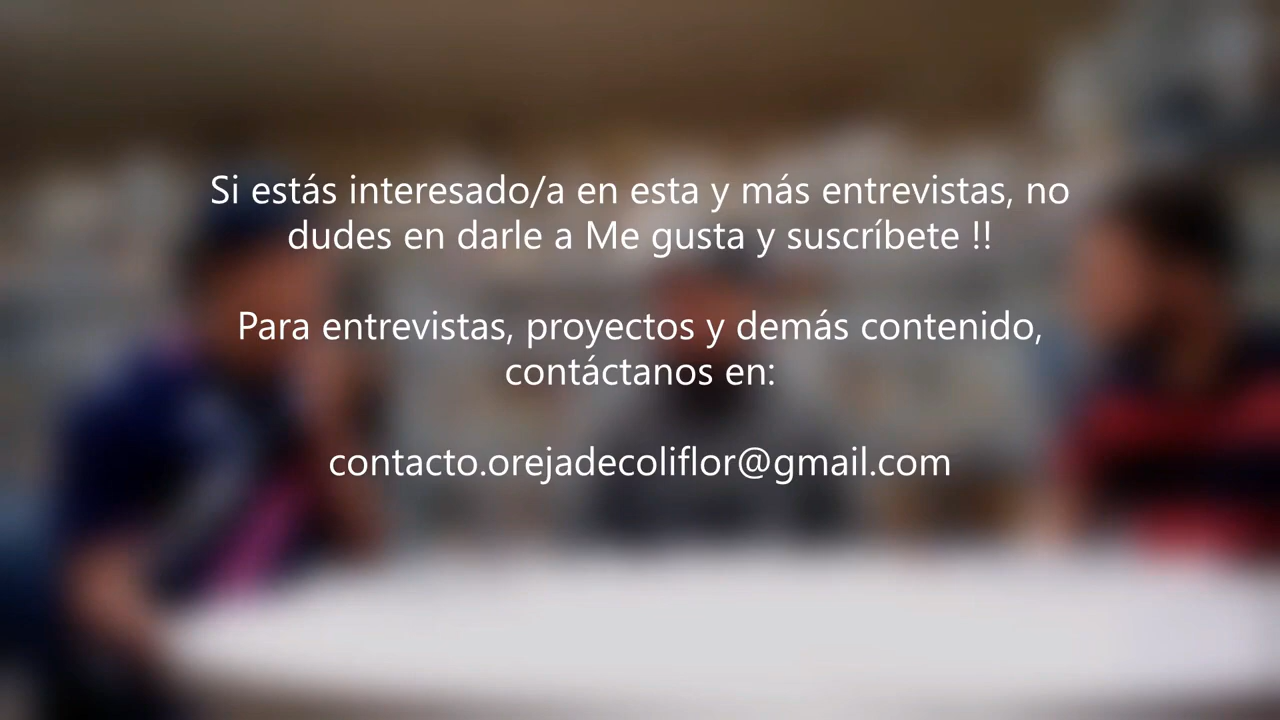 Si estás interesado/a en esta y más entrevistas, no
dudes en darle a Me gusta y suscríbete !!
Para entrevistas, proyectos y demás contenido,
contáctanos en:
contacto.orejadecoliflor@gmail.com